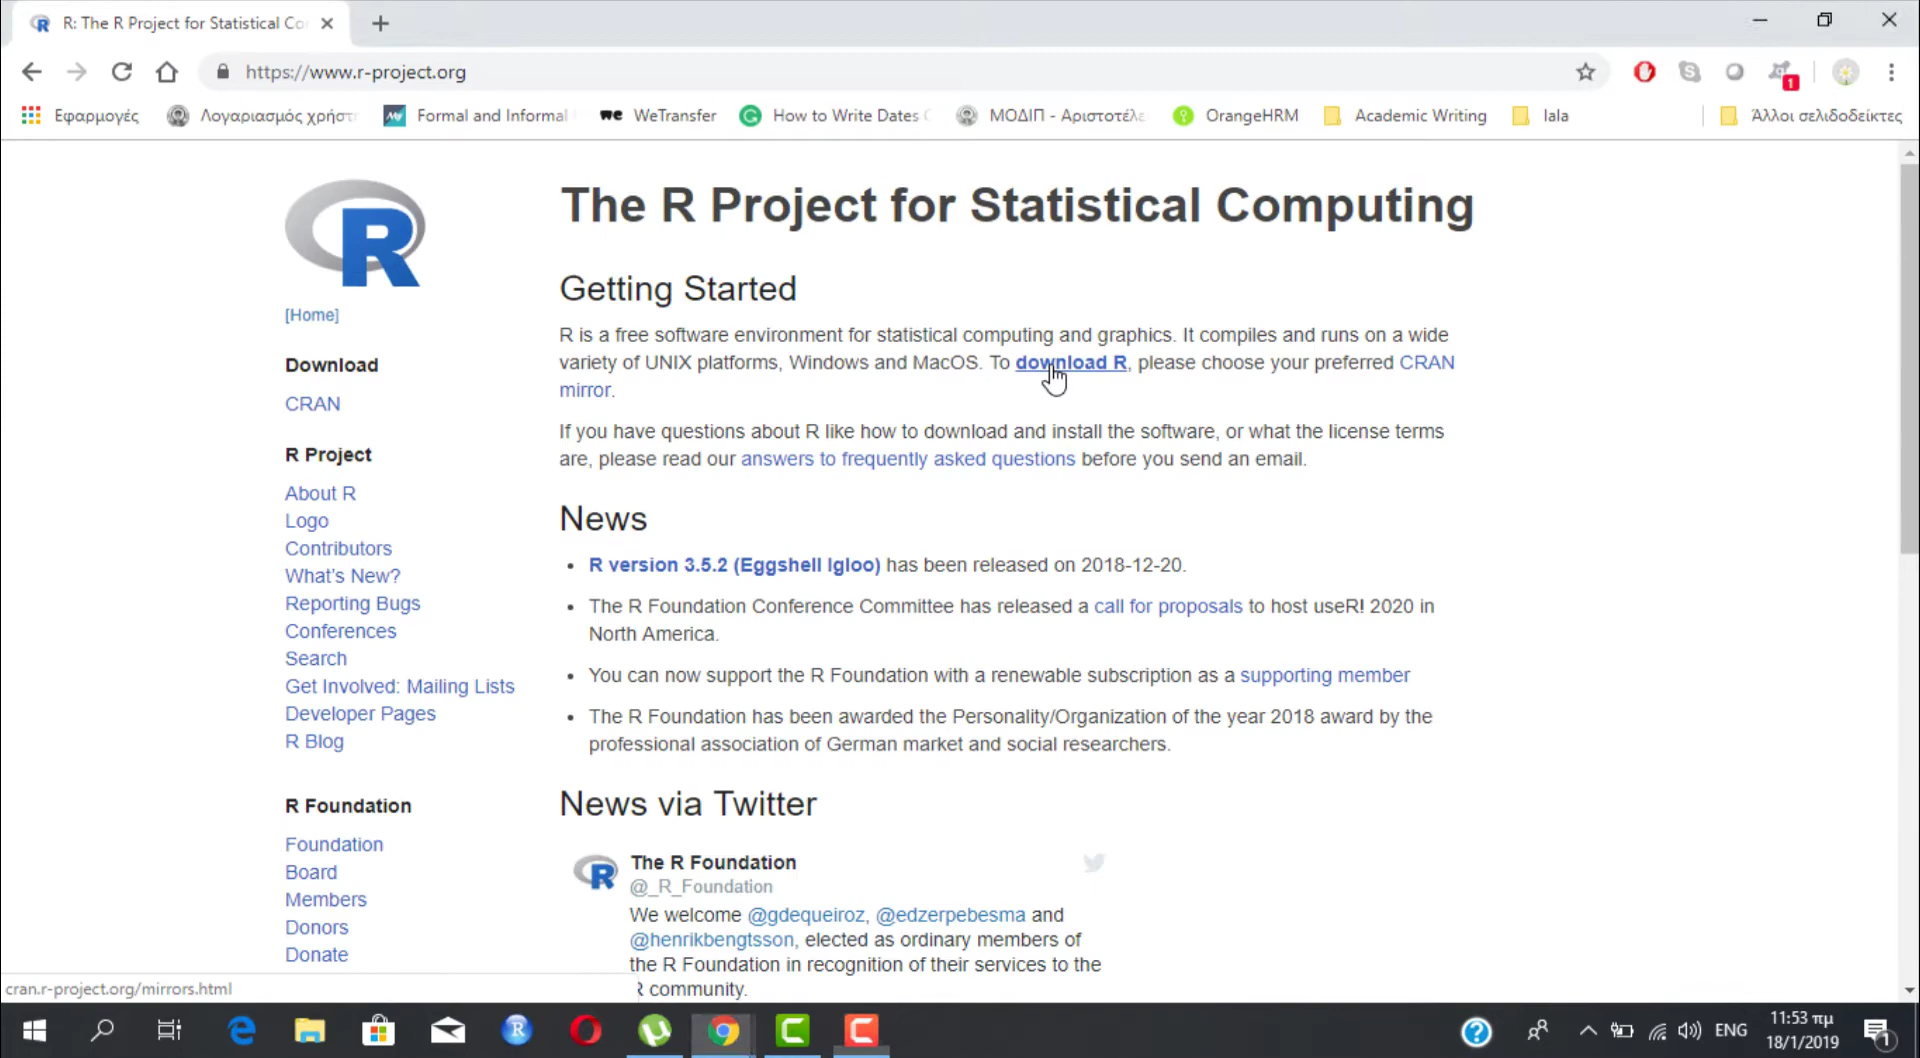 R: The R Project for Statistical Co
https://www.r-project.org
1
Εφαρμογές
Λογαριασμός χρήστ
Formal and Informal
we WeTransfer
How to Write Dates
ΜΟΔΙΠ - Αριστοτέλε
OrangeHRM
Academic Writing
lala
Άλλοι σελιδοδείκτες
R
[Home]
Download
CRAN
R Project
About R
Logo
Contributors
What's New?
Reporting Bugs
Conferences
Search
Get Involved: Mailing Lists
Developer Pages
R Blog
R Foundation
Foundation
Board
Members
Donors
Donate
The R Project for Statistical Computing
Getting Started
R is a free software environment for statistical computing and graphics. It compiles and runs on a wide
variety of UNIX platforms, Windows and MacOS. To download R, please choose your preferred CRAN
mirror.
If you have questions about R like how to download and install the software, or what the license terms
are, please read our answers to frequently asked questions before you send an email.
News
R version 3.5.2 (Eggshell Igloo) has been released on 2018-12-20.
The R Foundation Conference Committee has released a call for proposals to host useR! 2020 in
North America.
You can now support the R Foundation with a renewable subscription as a supporting member
The R Foundation has been awarded the Personality/Organization of the year 2018 award by the
professional association of German market and social researchers.
News via Twitter
The R Foundation
@_R_Foundation
We welcome @gdequeiroz, @edzerpebesma and
@henrikbengtsson, elected as ordinary members of
the R Foundation in recognition of their services to the
R community.
cran.r-project.org/mirrors.html
ENG
11:53 πμ
18/1/2019
1